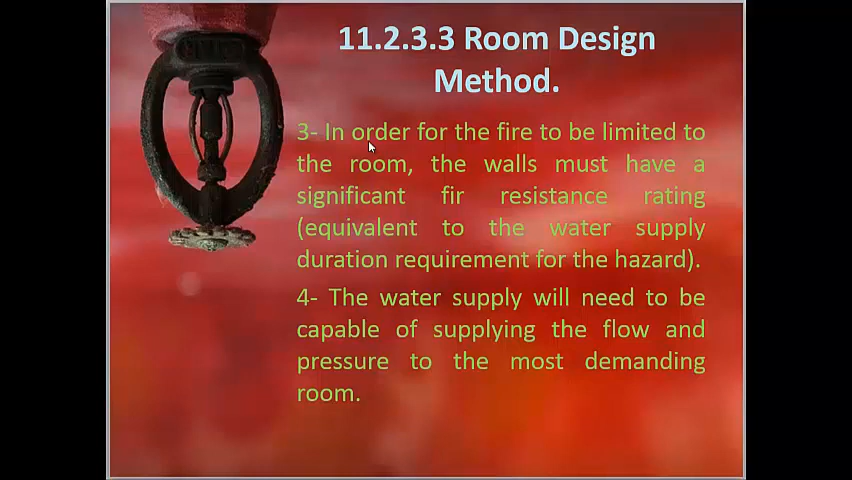 11.2.3.3 Room Design
Method.
3- In order for the fire to be limited to
the room, the walls must have a
significant fir resistance rating
(equivalent to the water supply
duration requirement for the hazard).
4- The water supply will need to be
capable of supplying the flow and
pressure to the most demanding
room.